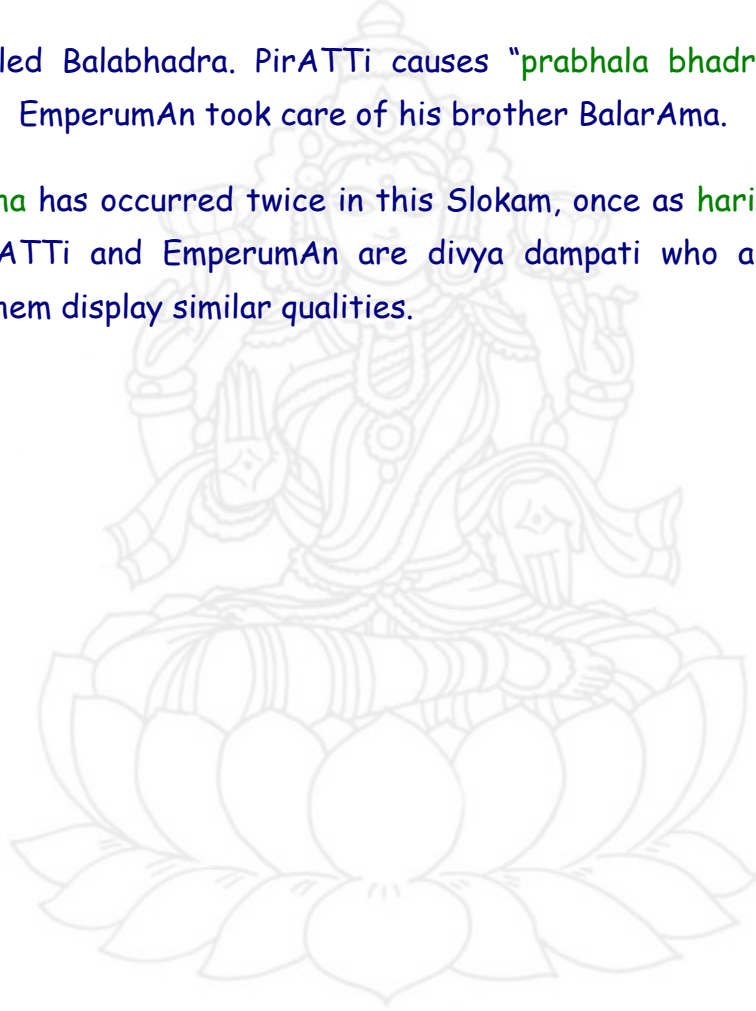 led Balabhadra. PirATTi causes “prabhala bhadr
EmperumAn took care of his brother BalarAma.
na has occurred twice in this Slokam, once as hari
ATTi and EmperumAn are divya dampati who a
hem display similar qualities.